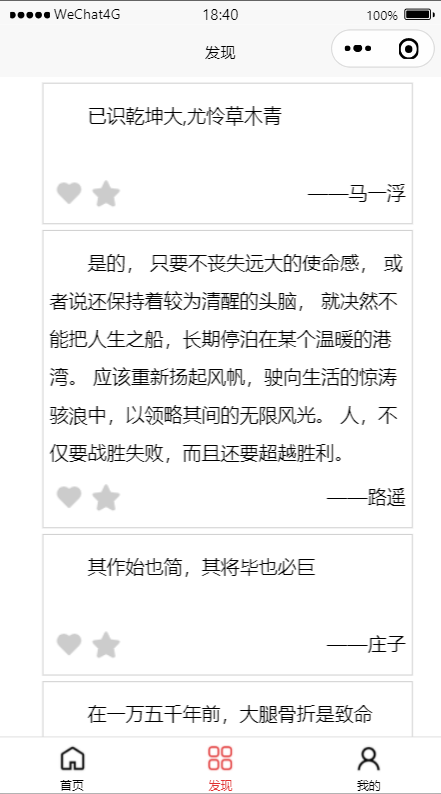 WeChat4G 18:40 100%
发现
已识乾坤大,尤怜草木青
——马一浮
是的， 只要不丧失远大的使命感， 或
者说还保持着较为清醒的头脑， 就决然不
能把人生之船，长期停泊在某个温暖的港
湾。 应该重新扬起风帆，驶向生活的惊涛
骇浪中，以领略其间的无限风光。 人，不
仅要战胜失败，而且还要超越胜利。
——路遥
其作始也简，其将毕也必巨
——庄子
在一万五千年前，大腿骨折是致命
首页 发现 我的